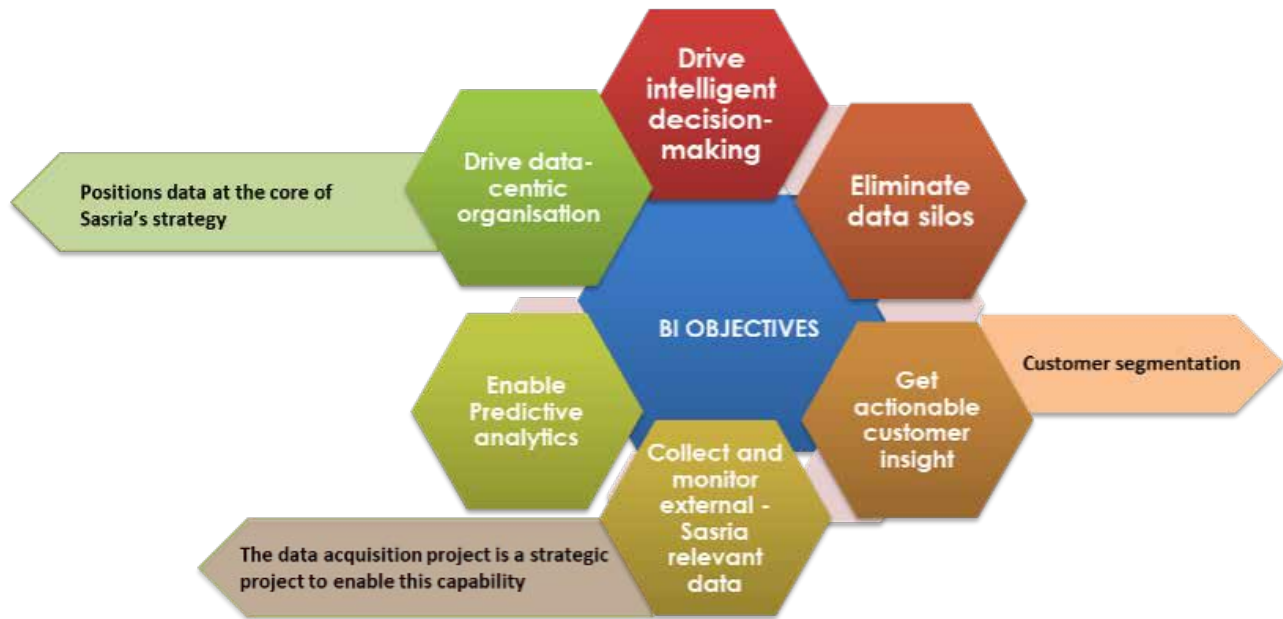 Drive
intelligent
decision-
making
Drive data-
centric
organisation
Eliminate
data silos
Positions data at the core of
Sasria's strategy
BI OBJECTIVES
Customer segmentation
Enable
Predictive
analytics
Get
actionable
customer
insight
Collect and
monitor
external -
Sasria
relevant
data
The data acquisition project is a strategic
project to enable this capability